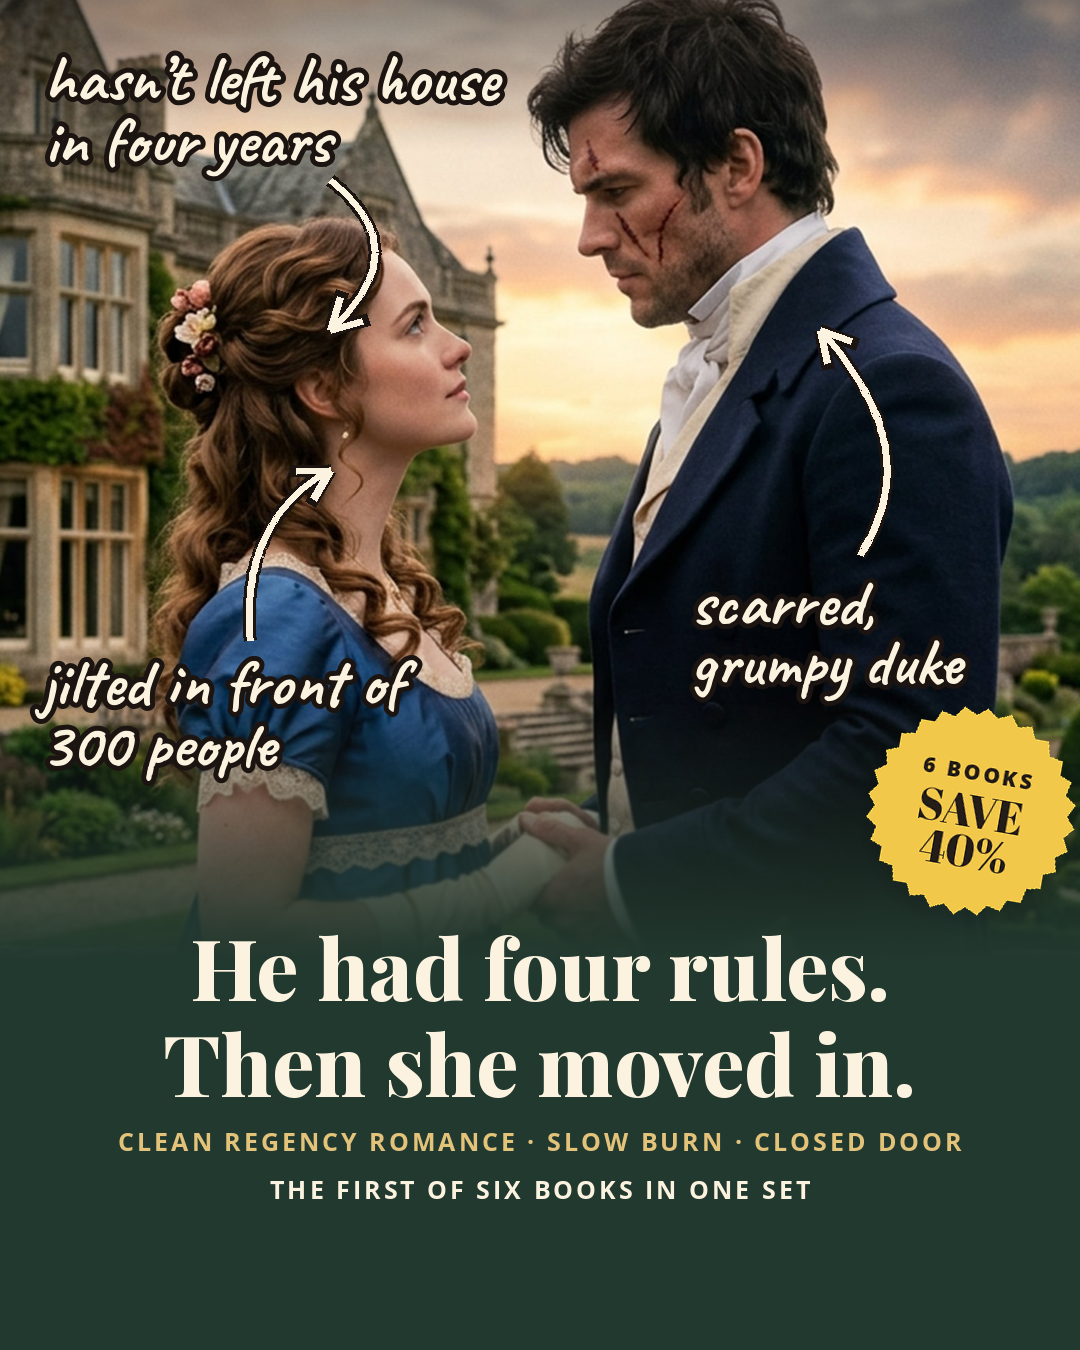 hasn't left his house
in four years
jilted in front of
300 people
scarred,
grumpy duke
6 BOOKS
SAVE
40%
He had four rules.
Then she moved in.
CLEAN REGENCY ROMANCE · SLOW BURN · CLOSED DOOR
THE FIRST OF SIX BOOKS IN ONE SET